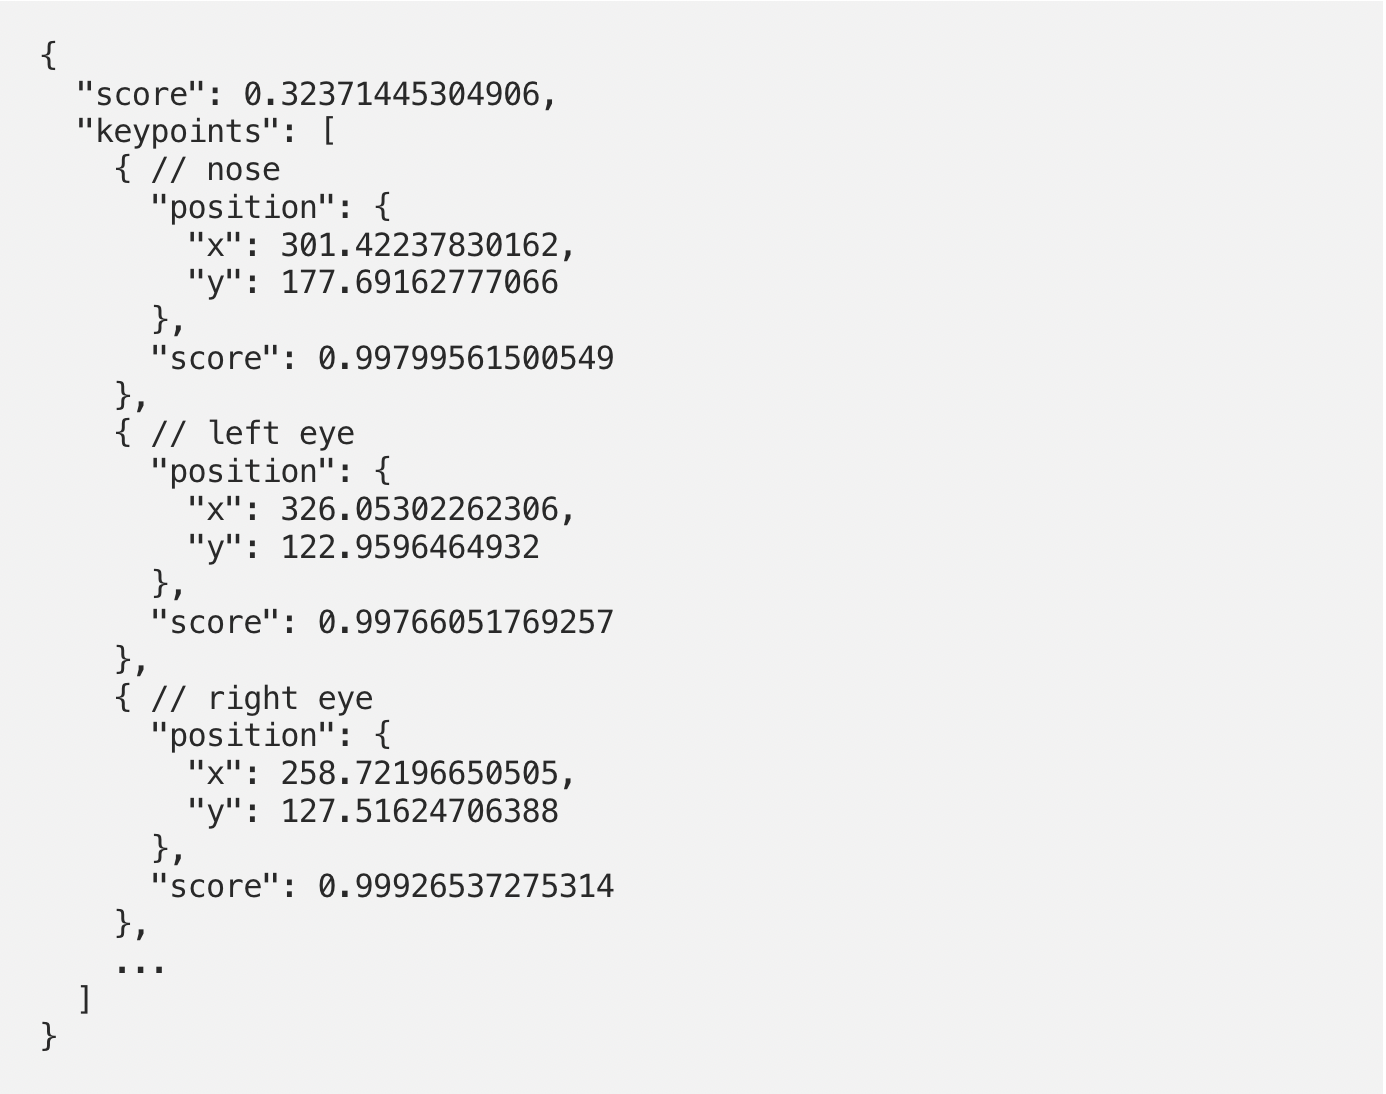 {
  "score": 0.32371445304906,
  "keypoints": [
    { // nose
      "position": {
        "x": 301.42237830162,
        "y": 177.69162777066
      },
      "score": 0.99799561500549
    },
    { // left eye
      "position": {
        "x": 326.05302262306,
        "y": 122.9596464932
      },
      "score": 0.99766051769257
    },
    { // right eye
      "position": {
        "x": 258.72196650505,
        "y": 127.51624706388
      },
      "score": 0.99926537275314
    },
    ...
  ]
}